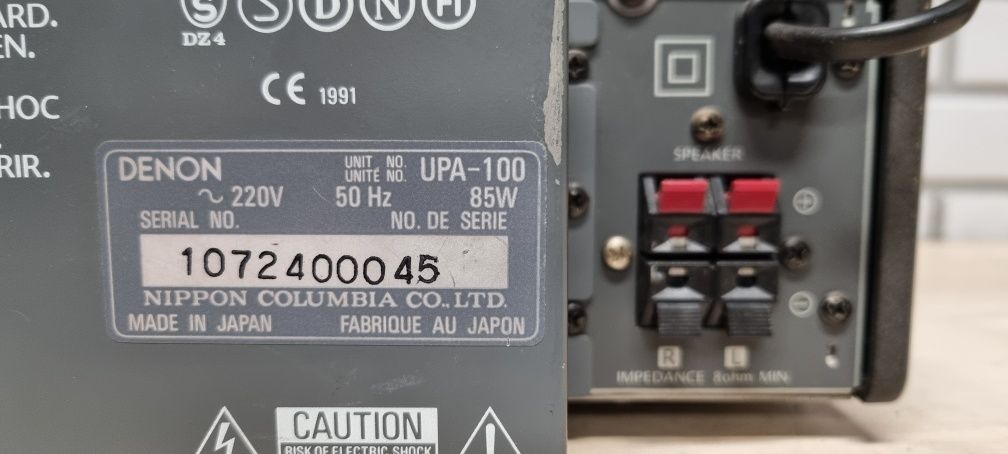 ARD.
EN.
HOC
RIR.
S S D N FI
DZ4
CE 1991
DENON UNIT NO. UNITÉ NO. UPA-100
~ 220V 50 Hz 85W
SERIAL NO. NO. DE SERIE
1072400045
NIPPON COLUMBIA CO., LTD.
MADE IN JAPAN FABRIQUE AU JAPON
CAUTION
RISK OF ELECTRIC SHOCK
SPEAKER
R L
IMPEDANCE 8ohm MIN